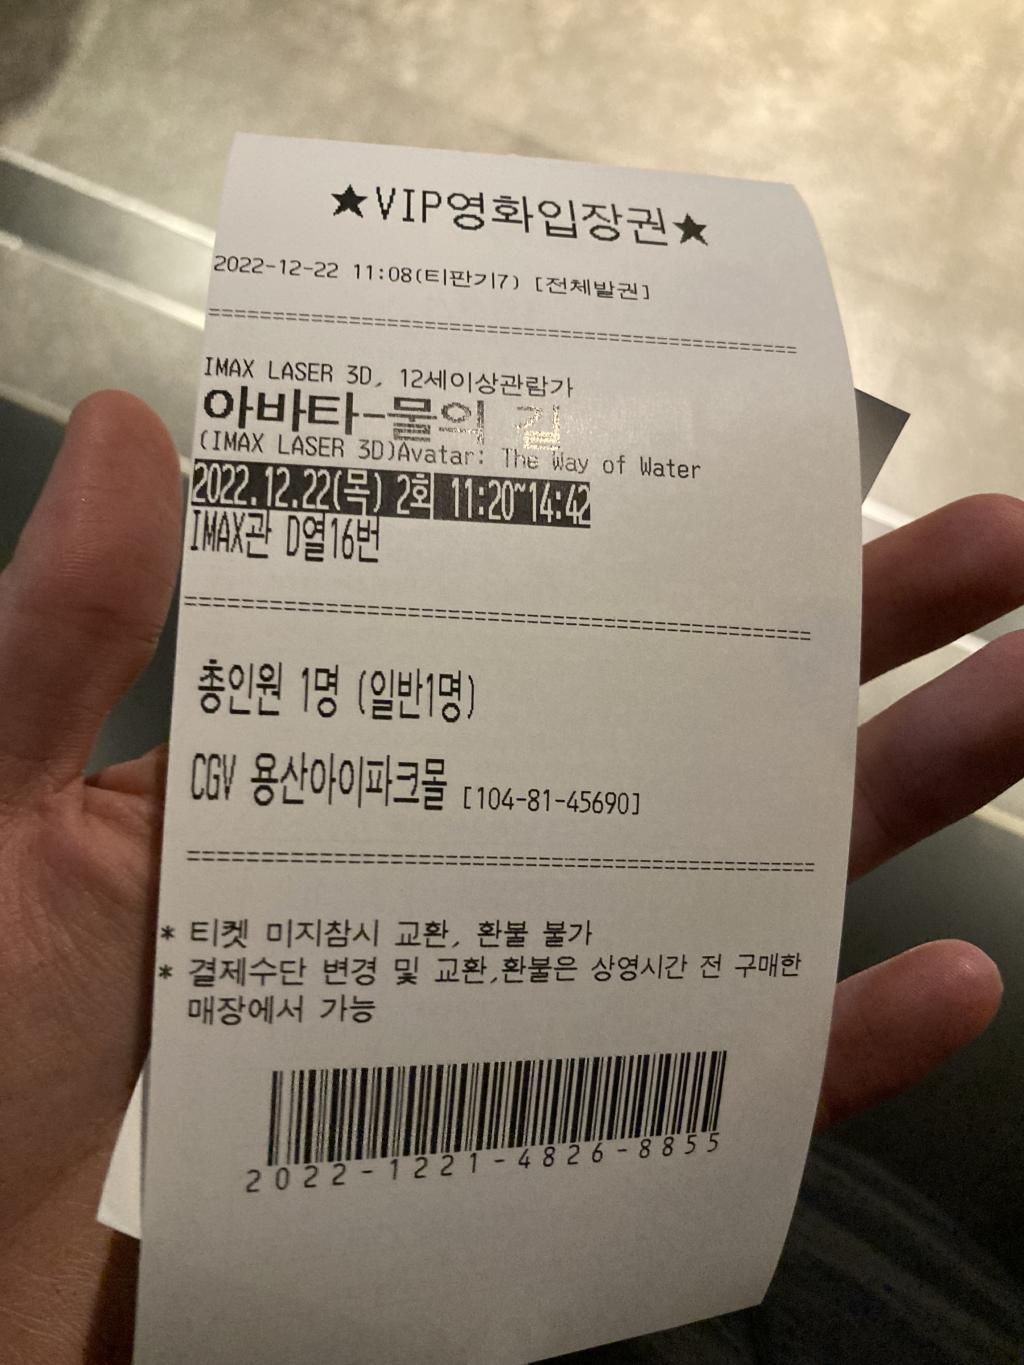 ★VIP영화입장권★
2022-12-22 11:08(티판기7) [전체발권]
IMAX LASER 3D, 12세이상관람가
아바타-물의 길
(IMAX LASER 3D)Avatar: The Way of Water
2022.12.22(목) 2회 11:20~14:42
IMAX관 D열16번
총인원 1명 (일반1명)
CGV 용산아이파크몰 [104-81-45690]
* 티켓 미지참시 교환, 환불 불가
* 결제수단 변경 및 교환,환불은 상영시간 전 구매한
매장에서 가능
2022-1221-4826-8855